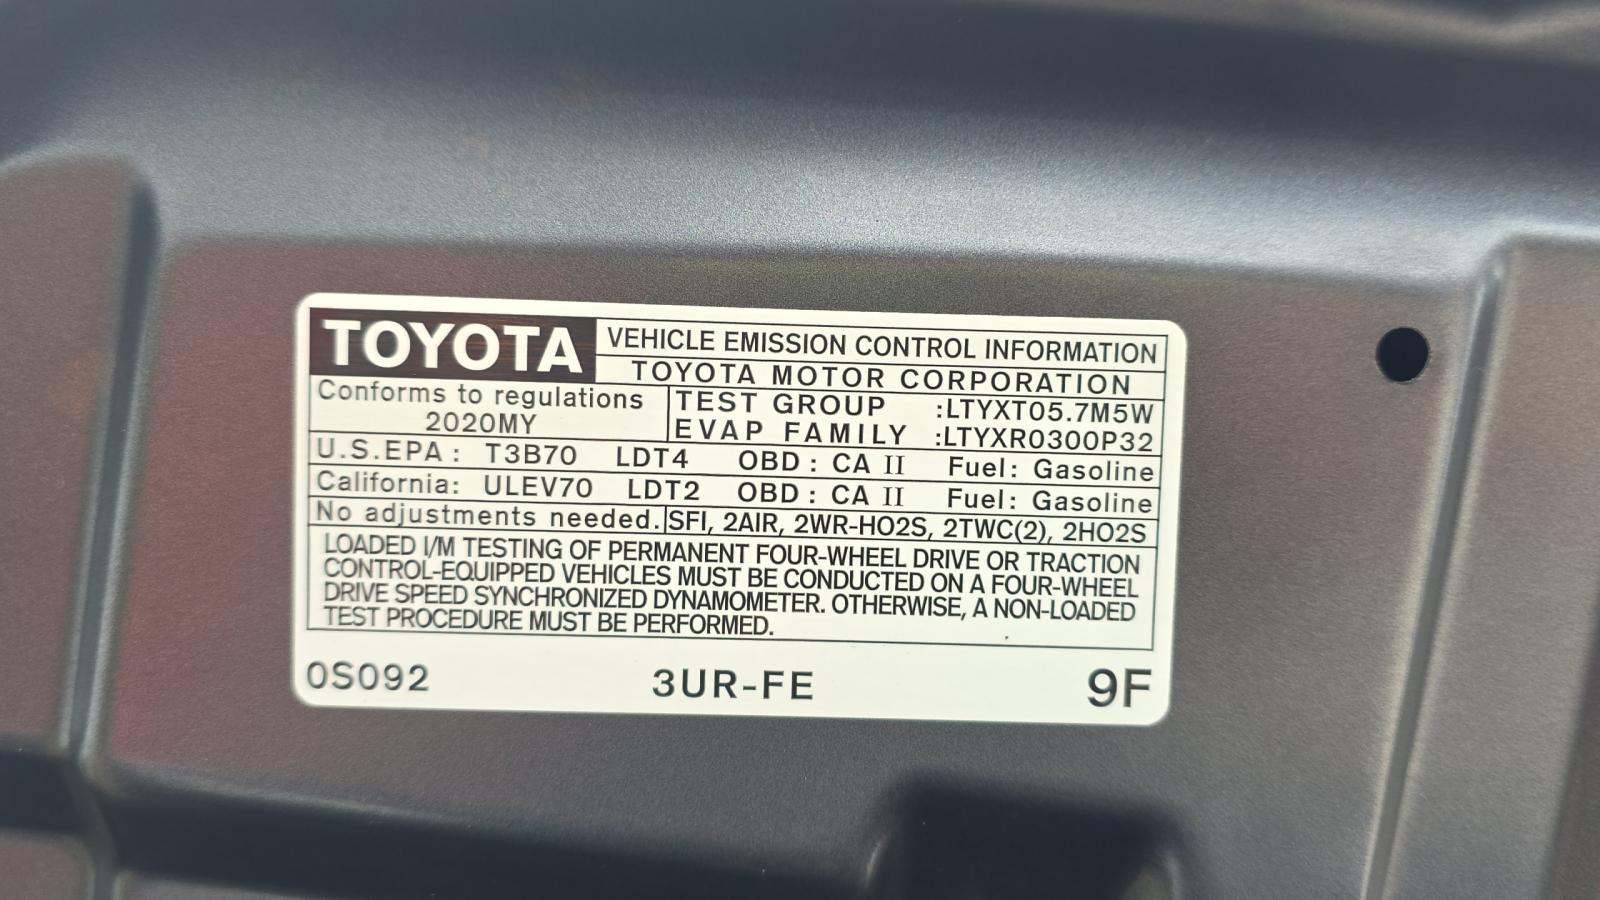 TOYOTA VEHICLE EMISSION CONTROL INFORMATION
TOYOTA MOTOR CORPORATION
Conforms to regulations
2020MY
TEST GROUP :LTYXT05.7M5W
EVAP FAMILY :LTYXR0300P32
U.S.EPA: T3B70 LDT4 OBD: CA II Fuel: Gasoline
California: ULEV70 LDT2 OBD: CA II Fuel: Gasoline
No adjustments needed. SFI, 2AIR, 2WR-HO2S, 2TWC(2), 2HO2S
LOADED I/M TESTING OF PERMANENT FOUR-WHEEL DRIVE OR TRACTION
CONTROL-EQUIPPED VEHICLES MUST BE CONDUCTED ON A FOUR-WHEEL
DRIVE SPEED SYNCHRONIZED DYNAMOMETER. OTHERWISE, A NON-LOADED
TEST PROCEDURE MUST BE PERFORMED.
0S092 3UR-FE 9F